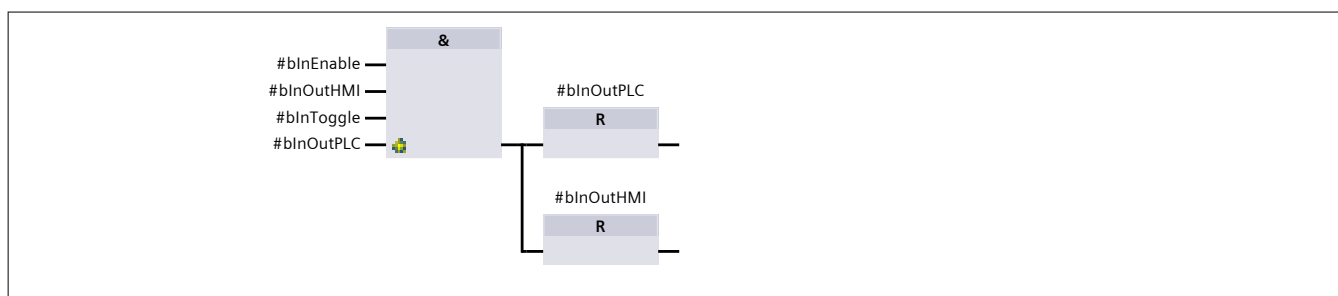 &
#bInEnable
#bInOutHMI
#bInToggle
#bInOutPLC
#bInOutPLC
R
#bInOutHMI
R